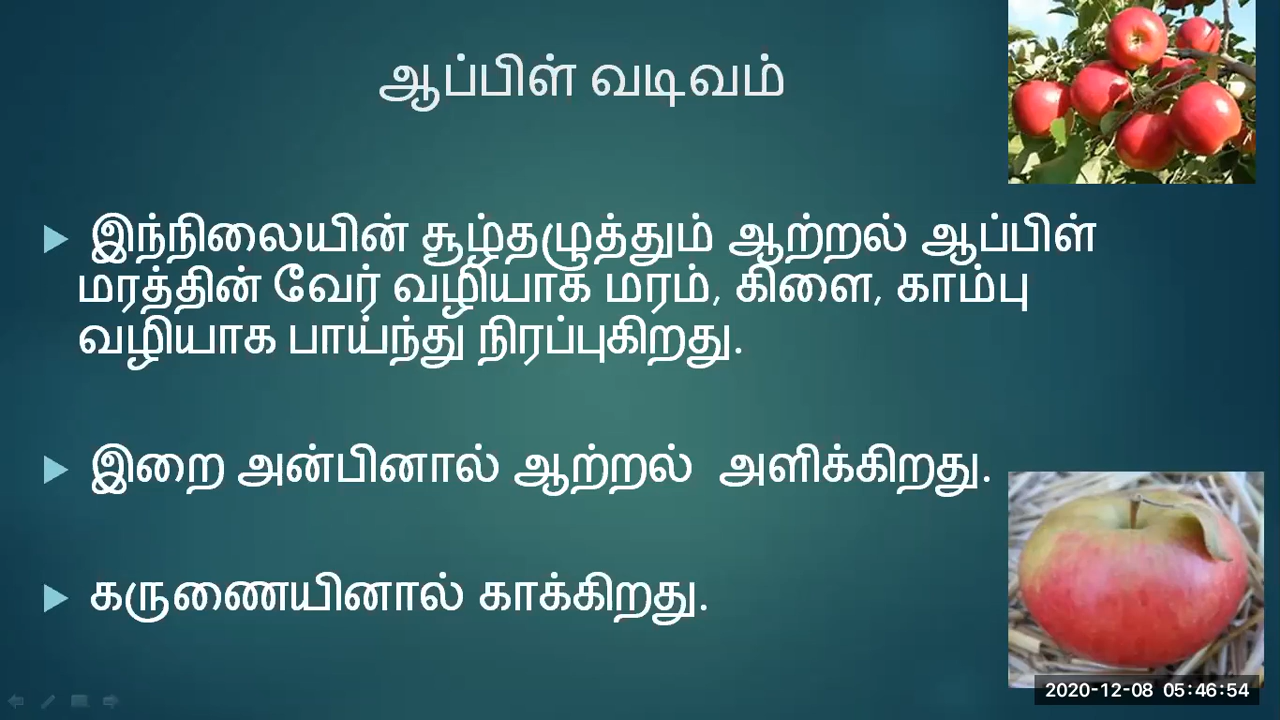 ஆப்பிள் வடிவம்
இந்நிலையின் சூழ்தழுத்தும் ஆற்றல் ஆப்பிள்
மரத்தின் வேர் வழியாக மரம், கிளை, காம்பு
வழியாக பாய்ந்து நிரப்புகிறது.
இறை அன்பினால் ஆற்றல் அளிக்கிறது.
கருணையினால் காக்கிறது.
2020-12-08 05:46:54